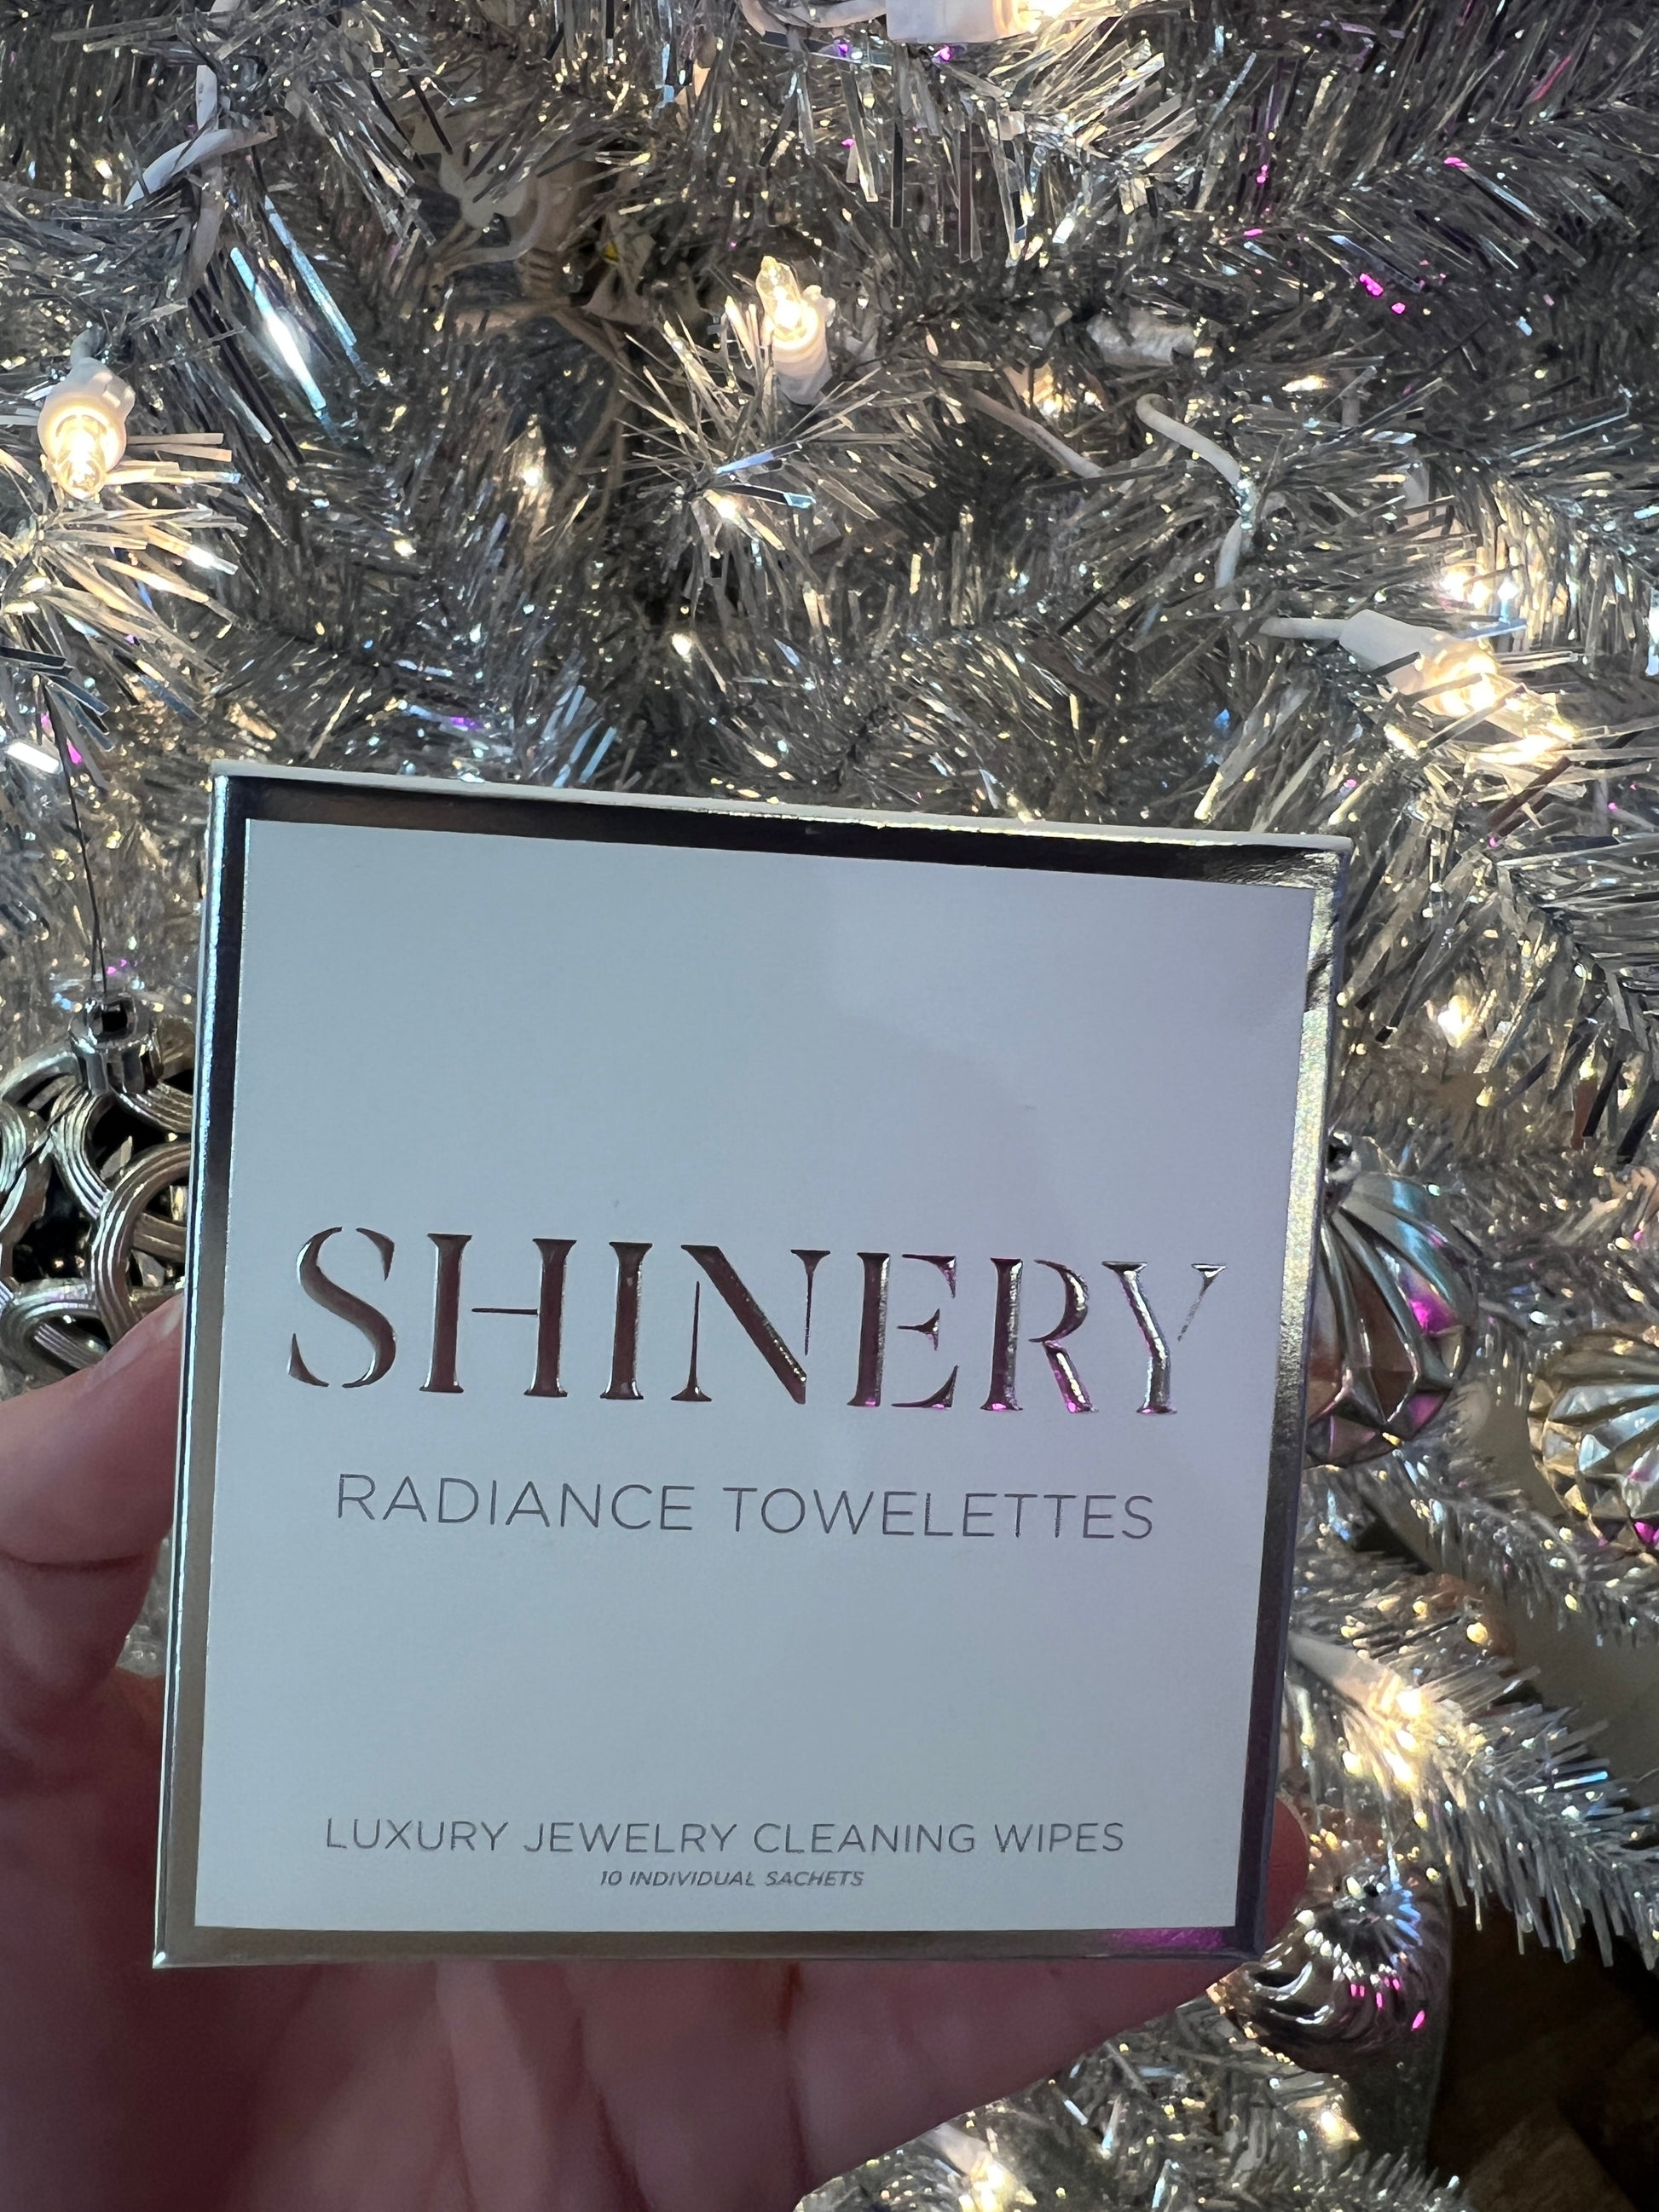 SHINERY
RADIANCE TOWELETTES
LUXURY JEWELRY CLEANING WIPES
10 INDIVIDUAL SACHETS